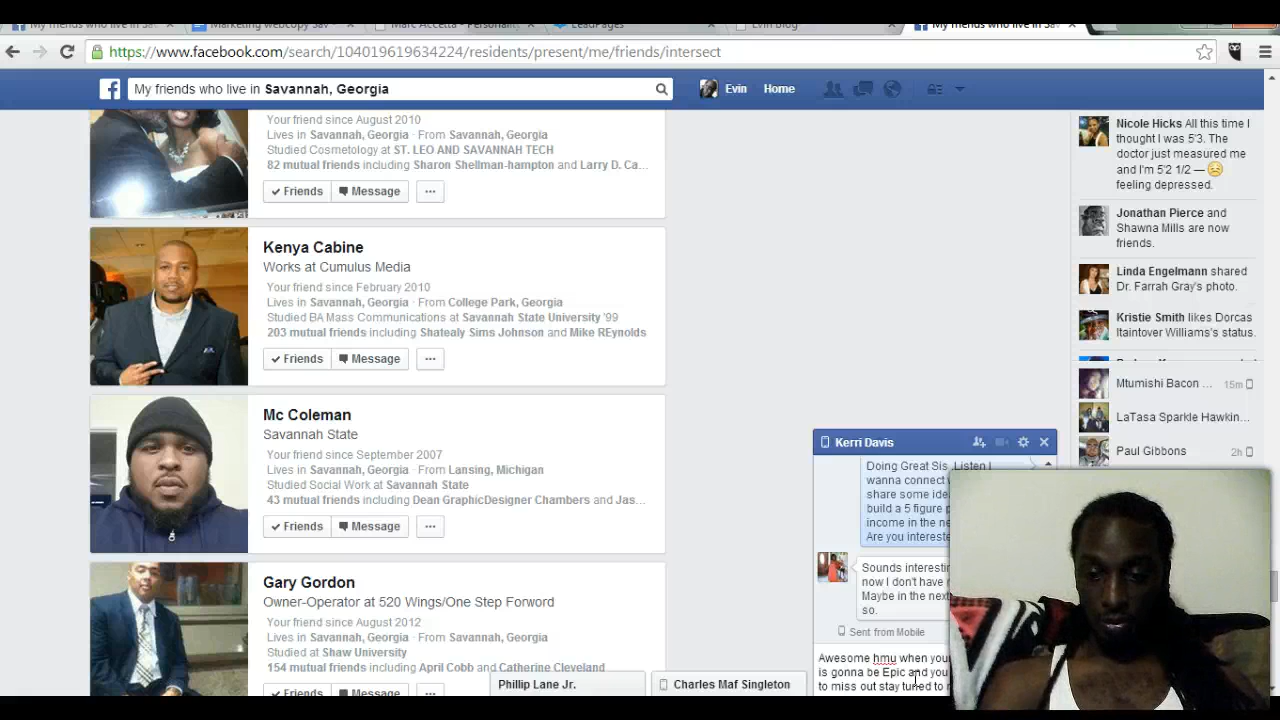 My friends who live in Sav
Marketing webcopy Sav
Marc Accetta - Personalit
LeadPages
Evin Blog
My friends who live in Sav
https://www.facebook.com/search/104019619634224/residents/present/me/friends/intersect
My friends who live in Savannah, Georgia
Evin Home
Your friend since August 2010
Lives in Savannah, Georgia · From Savannah, Georgia
Studied Cosmetology at ST. LEO AND SAVANNAH TECH
82 mutual friends including Sharon Shellman-hampton and Larry D. Ca...
Friends Message ...
Kenya Cabine
Works at Cumulus Media
Your friend since February 2010
Lives in Savannah, Georgia · From College Park, Georgia
Studied BA Mass Communications at Savannah State University '99
203 mutual friends including Shatealy Sims Johnson and Mike REynolds
Friends Message ...
Mc Coleman
Savannah State
Your friend since September 2007
Lives in Savannah, Georgia · From Lansing, Michigan
Studied Social Work at Savannah State
43 mutual friends including Dean GraphicDesigner Chambers and Jas...
Friends Message ...
Gary Gordon
Owner-Operator at 520 Wings/One Step Forward
Your friend since August 2012
Lives in Savannah, Georgia · From Savannah, Georgia
Studied at Shaw University
154 mutual friends including April Cobb and Catherine Cleveland
Friends Message
Nicole Hicks All this time I
thought I was 5'3. The
doctor just measured me
and I'm 5'2 1/2 —
feeling depressed.
Jonathan Pierce and
Shawna Mills are now
friends.
Linda Engelmann shared
Dr. Farrah Gray's photo.
Kristie Smith likes Dorcas
Itaintover Williams's status.
Mtumishi Bacon ... 15m
LaTasa Sparkle Hawkin...
Paul Gibbons 2h
Kerri Davis
Doing Great Sis .Listen I
wanna connect
share some ide
build a 5 figure p
income in the ne
Are you intereste
Sounds interestin
now I don't have
Maybe in the next
so.
Sent from Mobile
Awesome hmu when your
is gonna be Epic and you
to miss out stay tuned to
Phillip Lane Jr.
Charles Maf Singleton